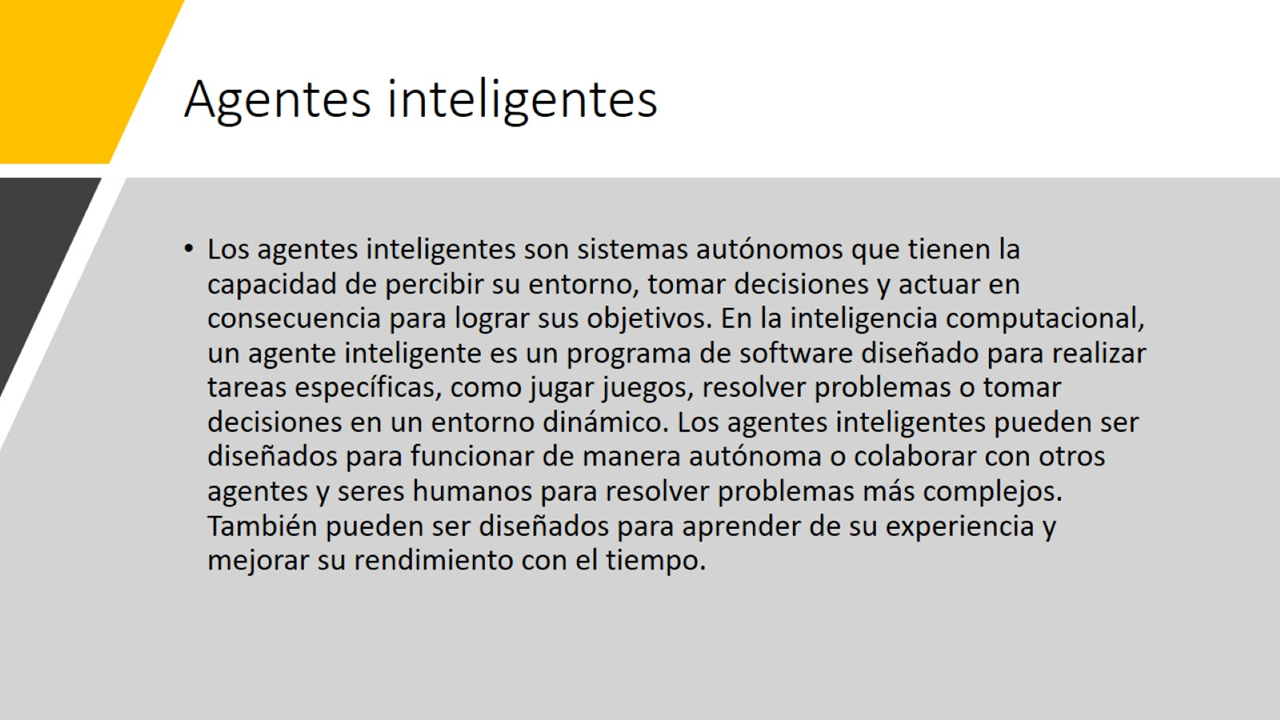 Agentes inteligentes
• Los agentes inteligentes son sistemas autónomos que tienen la
capacidad de percibir su entorno, tomar decisiones y actuar en
consecuencia para lograr sus objetivos. En la inteligencia computacional,
un agente inteligente es un programa de software diseñado para realizar
tareas específicas, como jugar juegos, resolver problemas o tomar
decisiones en un entorno dinámico. Los agentes inteligentes pueden ser
diseñados para funcionar de manera autónoma o colaborar con otros
agentes y seres humanos para resolver problemas más complejos.
También pueden ser diseñados para aprender de su experiencia y
mejorar su rendimiento con el tiempo.